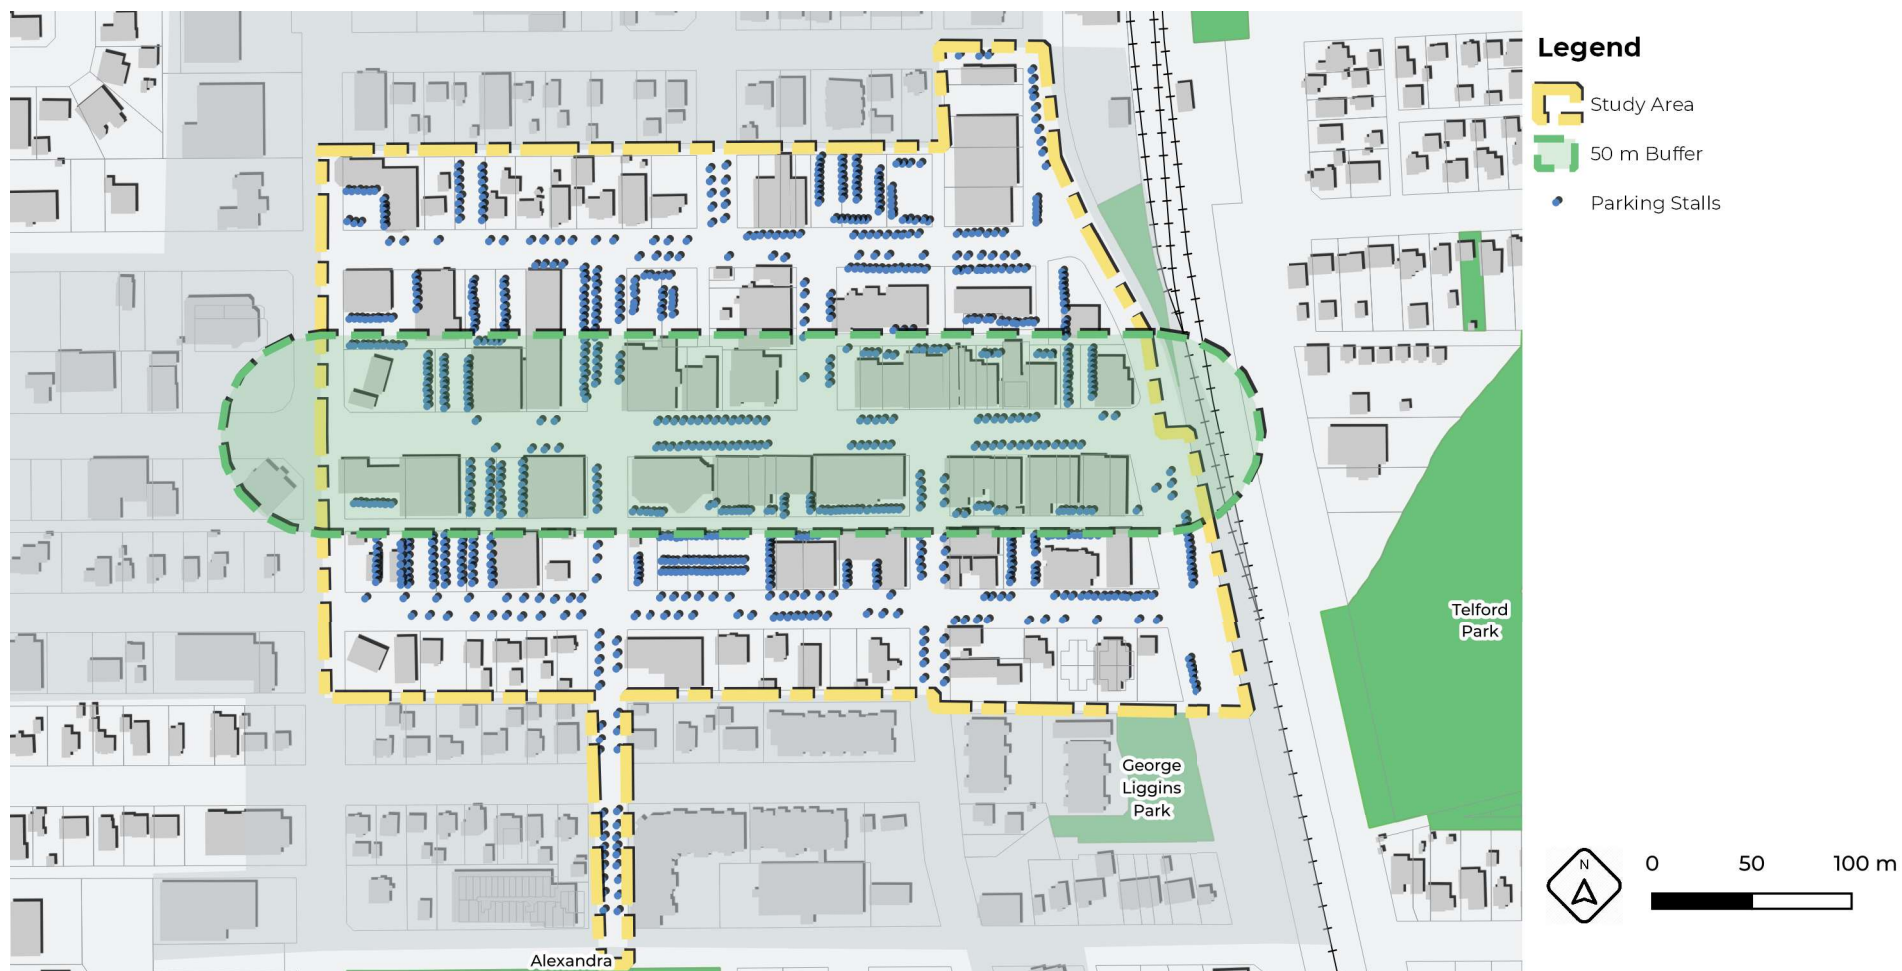 Legend
Study Area
50 m Buffer
Parking Stalls
Telford
Park
George
Liggins
Park
N
0 50 100 m
Alexandra